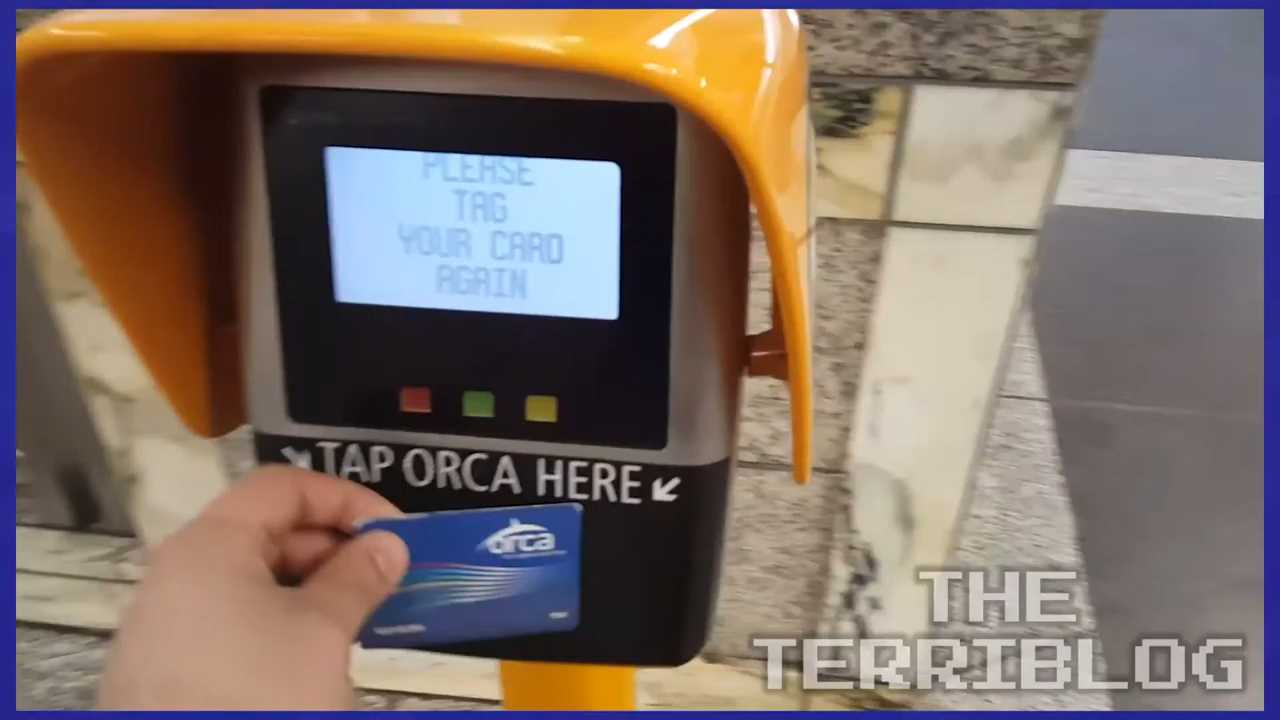 PLEASE
TAG
YOUR CARD
AGAIN
TAP ORCA HERE
orca
THE
TERRIBLOG